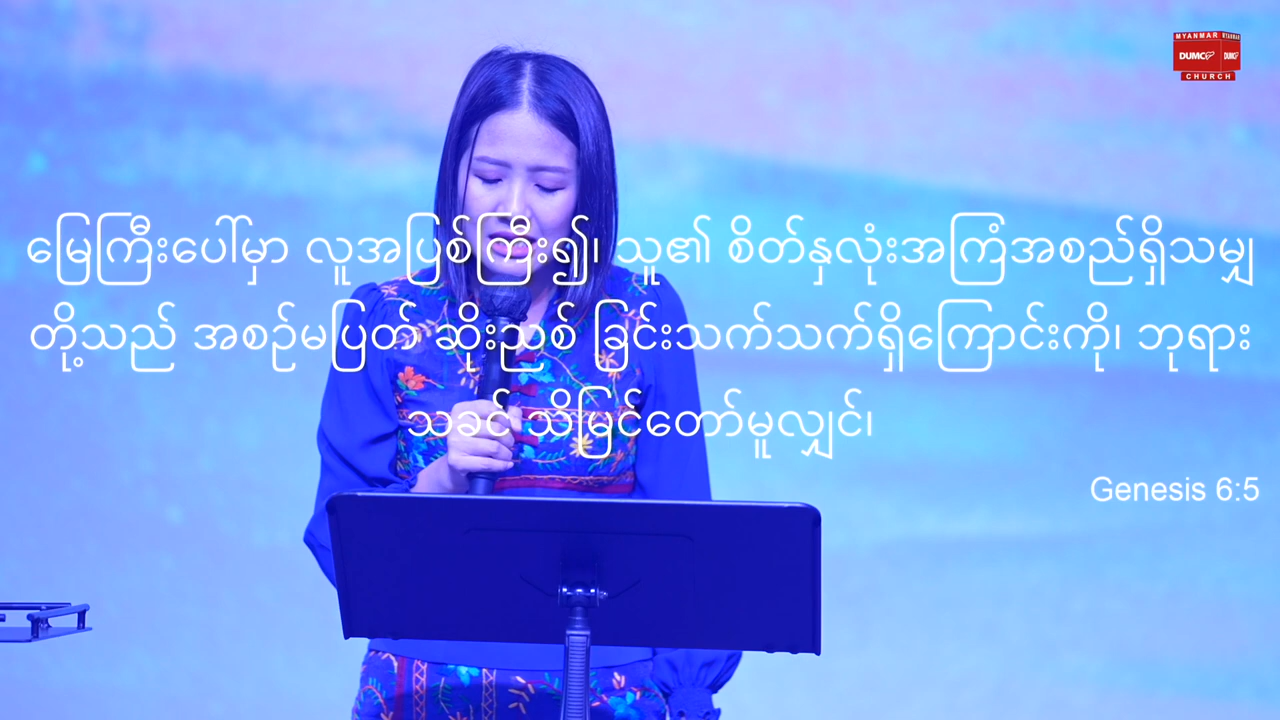 MYANMAR MYANMAR
DUMC DUMC
CHURCH
မြေကြီးပေါ်မှာ လူအပြစ်ကြီး၍၊ သူ၏ စိတ်နှလုံးအကြံအစည်ရှိသမျှ
တို့သည် အစဉ်မပြတ် ဆိုးညစ် ခြင်းသက်သက်ရှိကြောင်းကို၊ ဘုရား
သခင် သိမြင်တော်မူလျှင်၊
Genesis 6:5